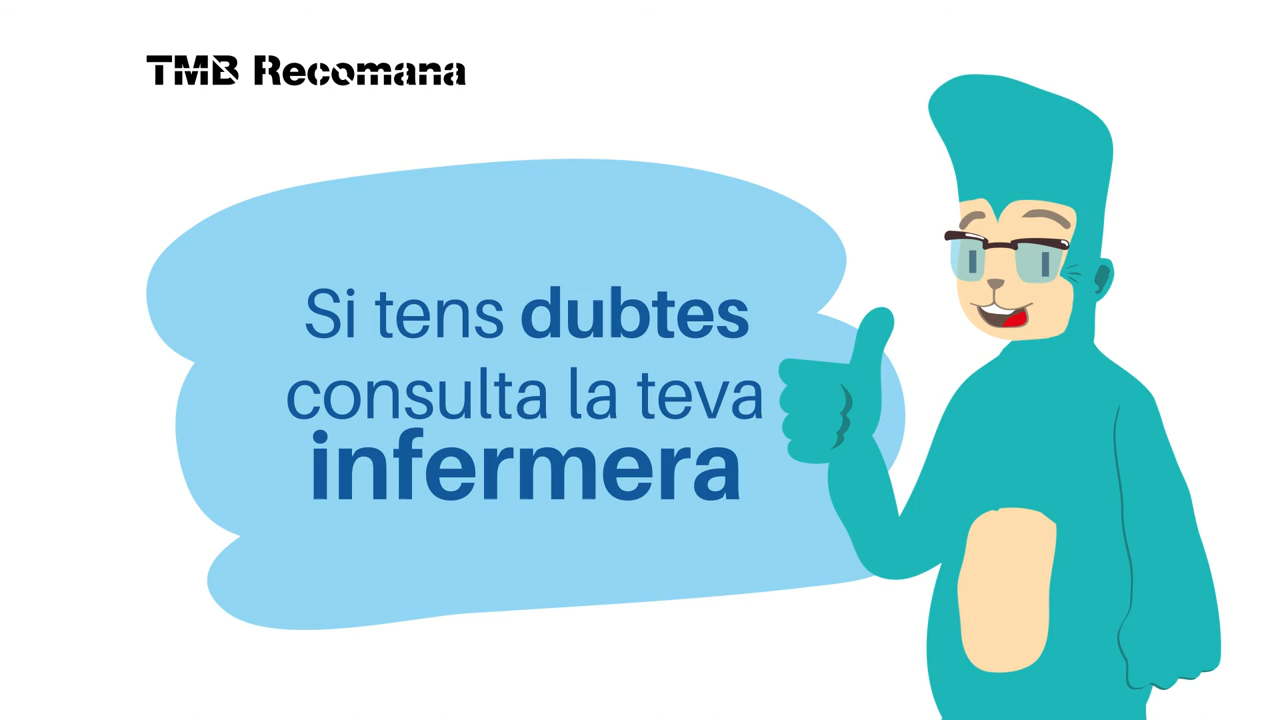 TMB Recomana
Si tens dubtes
consulta la teva
infermera